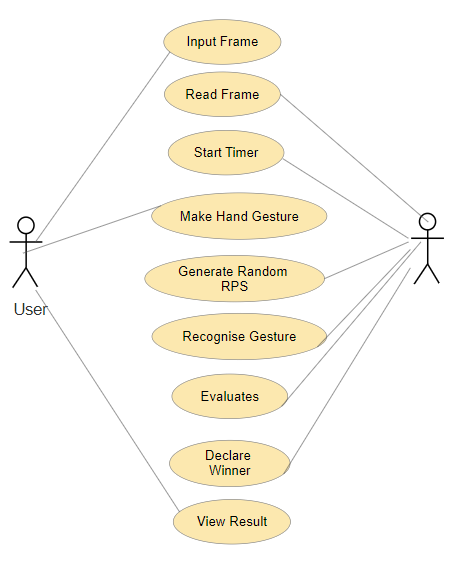 Input Frame
Read Frame
Start Timer
Make Hand Gesture
Generate Random
RPS
Recognise Gesture
Evaluates
Declare
Winner
View Result
User